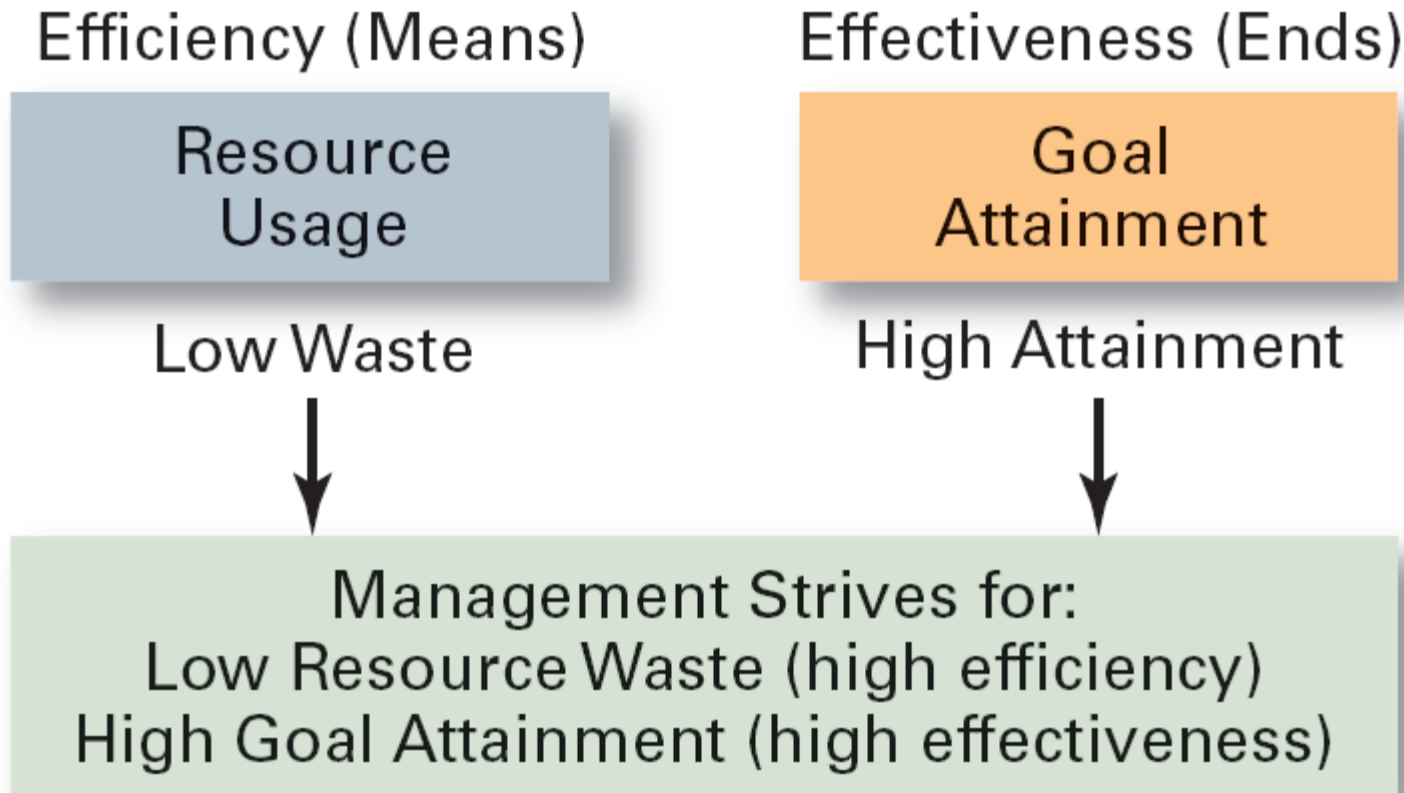 Efficiency (Means)
Effectiveness (Ends)
Resource
Usage
Goal
Attainment
Low Waste
High Attainment
Management Strives for:
Low Resource Waste (high efficiency)
High Goal Attainment (high effectiveness)